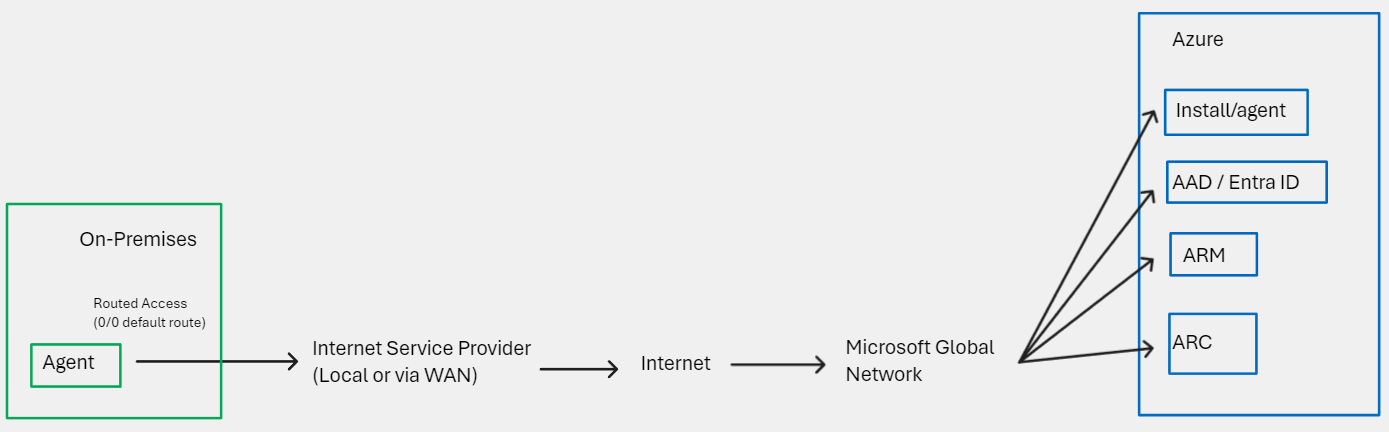 Azure
Install/agent
AAD / Entra ID
ARM
ARC
On-Premises
Routed Access
(0/0 default route)
Agent
Internet Service Provider
(Local or via WAN)
Internet
Microsoft Global
Network